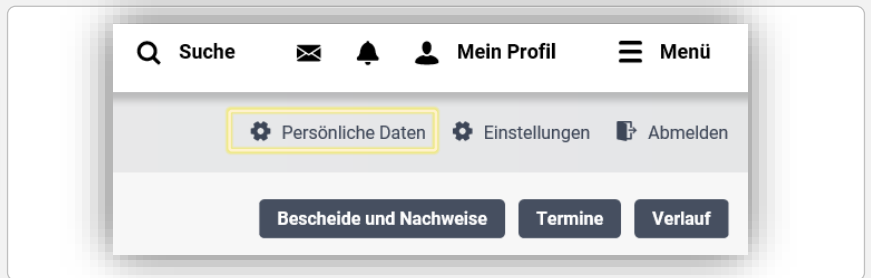 Suche Mein Profil Menü
Persönliche Daten Einstellungen Abmelden
Bescheide und Nachweise Termine Verlauf